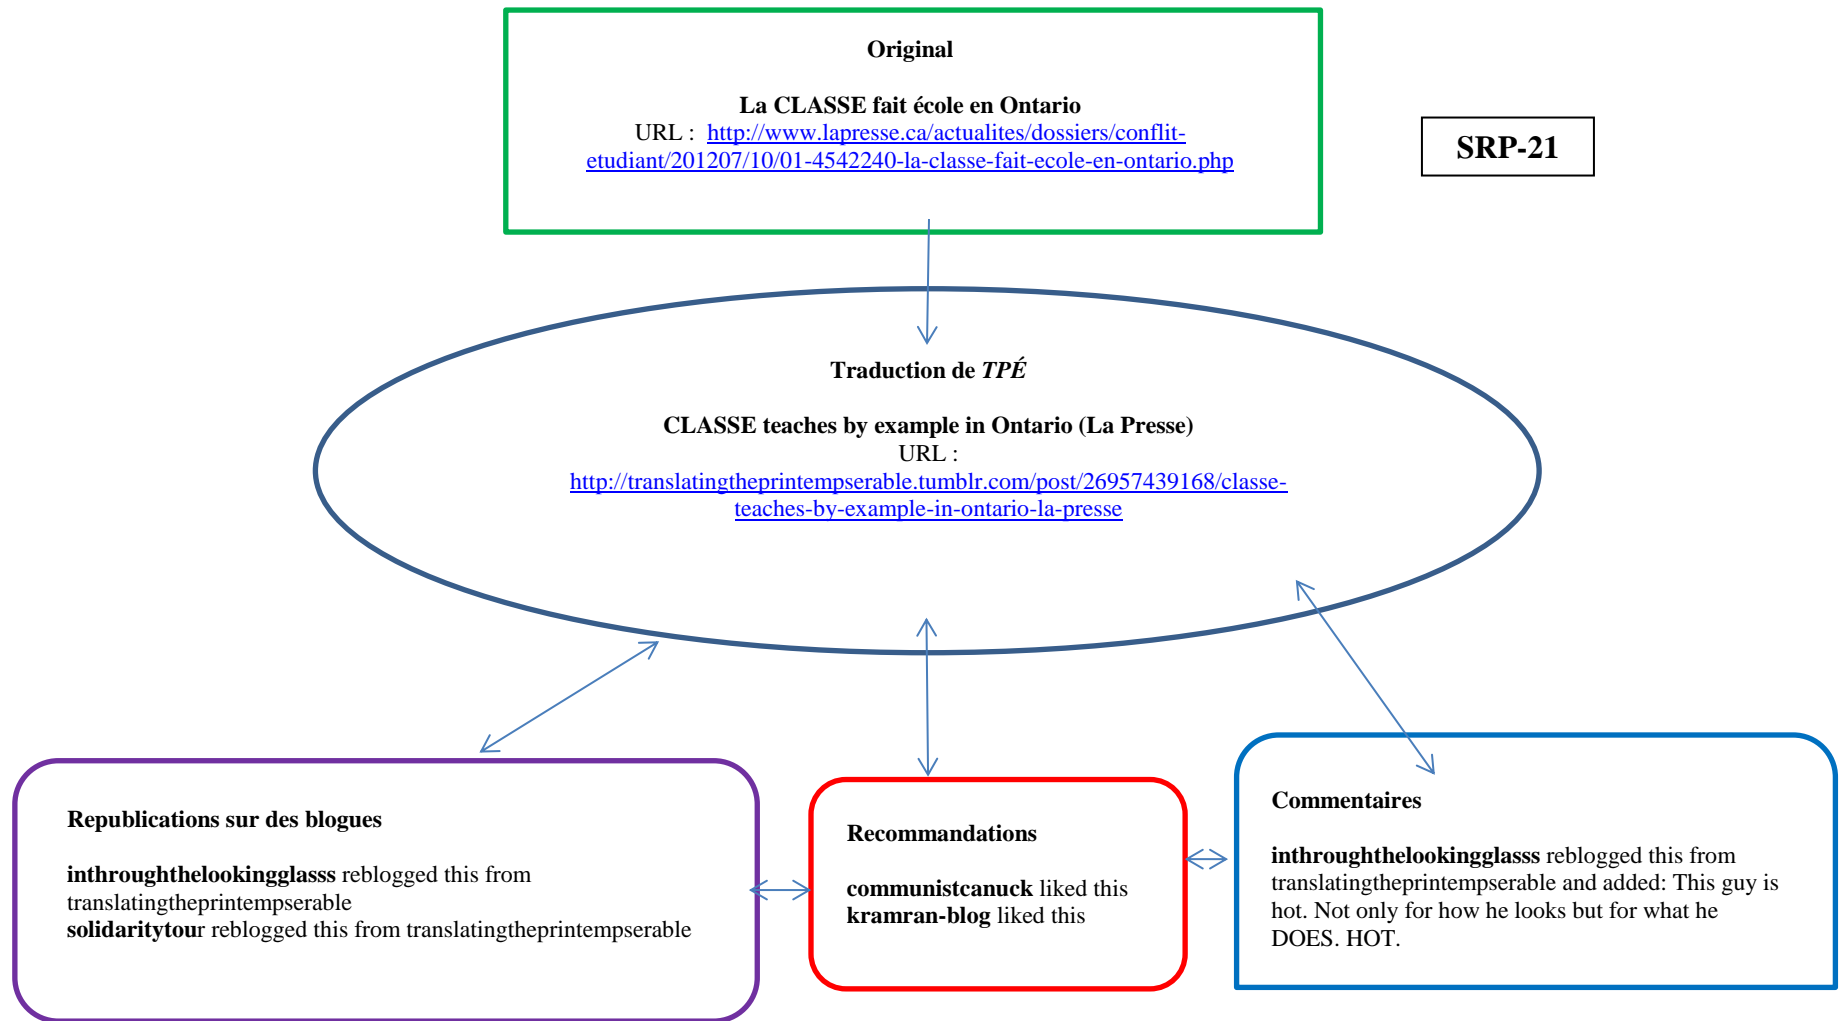 Original
La CLASSE fait école en Ontario
URL : http://www.lapresse.ca/actualites/dossiers/conflit-
etudiant/201207/10/01-4542240-la-classe-fait-ecole-en-ontario.php
SRP-21
Traduction de TPÉ
CLASSE teaches by example in Ontario (La Presse)
URL :
http://translatingtheprintempserable.tumblr.com/post/26957439168/classe-
teaches-by-example-in-ontario-la-presse
Republications sur des blogues
inthroughthelookingglasss reblogged this from
translatingtheprintempserable
solidaritytour reblogged this from translatingtheprintempserable
Recommandations
communistcanuck liked this
kramran-blog liked this
Commentaires
inthroughthelookingglasss reblogged this from
translatingtheprintempserable and added: This guy is
hot. Not only for how he looks but for what he
DOES. HOT.